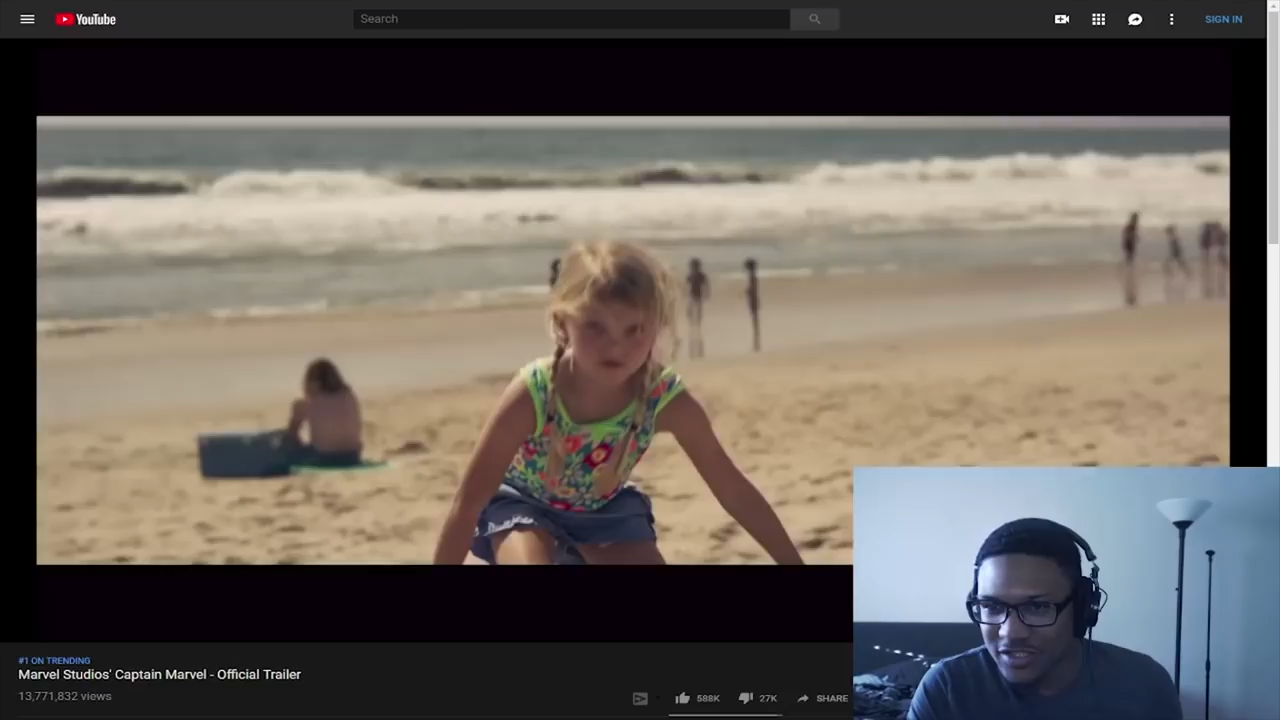 YouTube
Search
SIGN IN
#1 ON TRENDING
Marvel Studios' Captain Marvel - Official Trailer
13,771,832 views
588K
27K
SHARE